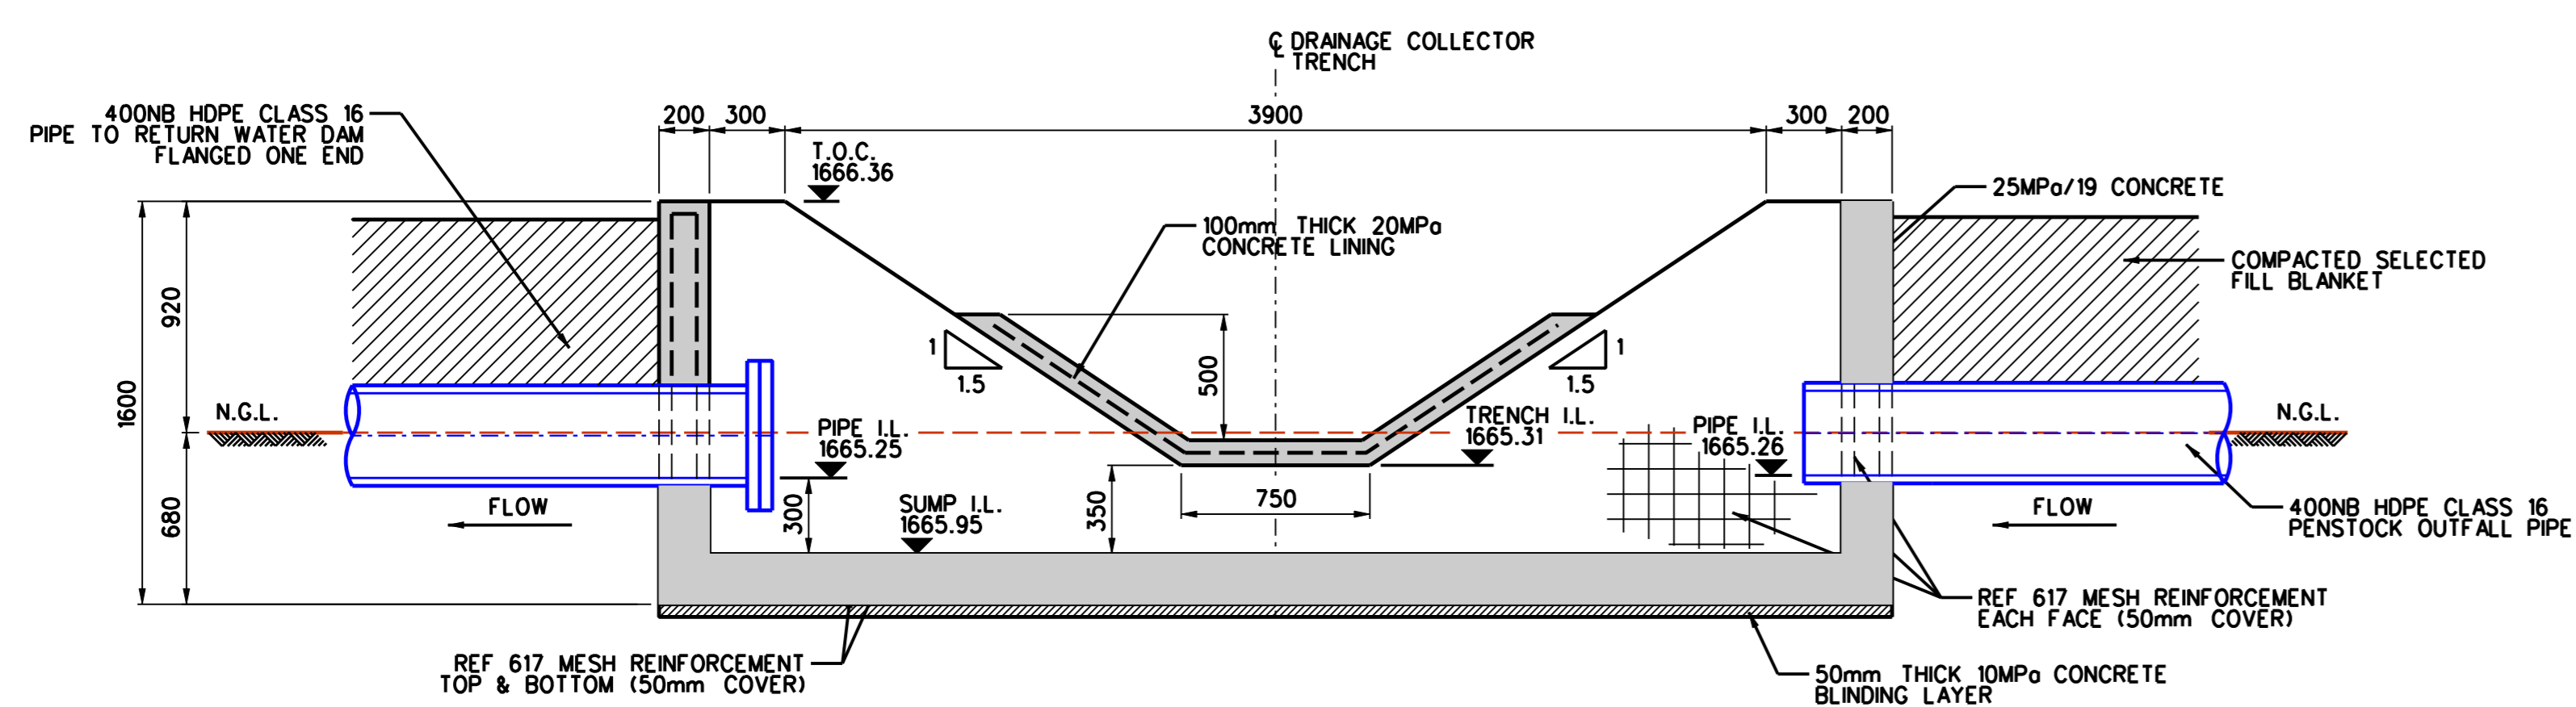 ℄ DRAINAGE COLLECTOR
TRENCH
400NB HDPE CLASS 16
PIPE TO RETURN WATER DAM
FLANGED ONE END
200
300
3900
300
200
T.O.C.
1666.36
25MPa/19 CONCRETE
100mm THICK 20MPa
CONCRETE LINING
COMPACTED SELECTED
FILL BLANKET
920
1600
680
1
1.5
500
1
1.5
N.G.L.
PIPE I.L.
1665.25
TRENCH I.L.
1665.31
PIPE I.L.
1665.26
N.G.L.
FLOW
300
SUMP I.L.
1665.95
350
750
FLOW
400NB HDPE CLASS 16
PENSTOCK OUTFALL PIPE
REF 617 MESH REINFORCEMENT
EACH FACE (50mm COVER)
REF 617 MESH REINFORCEMENT
TOP & BOTTOM (50mm COVER)
50mm THICK 10MPa CONCRETE
BLINDING LAYER